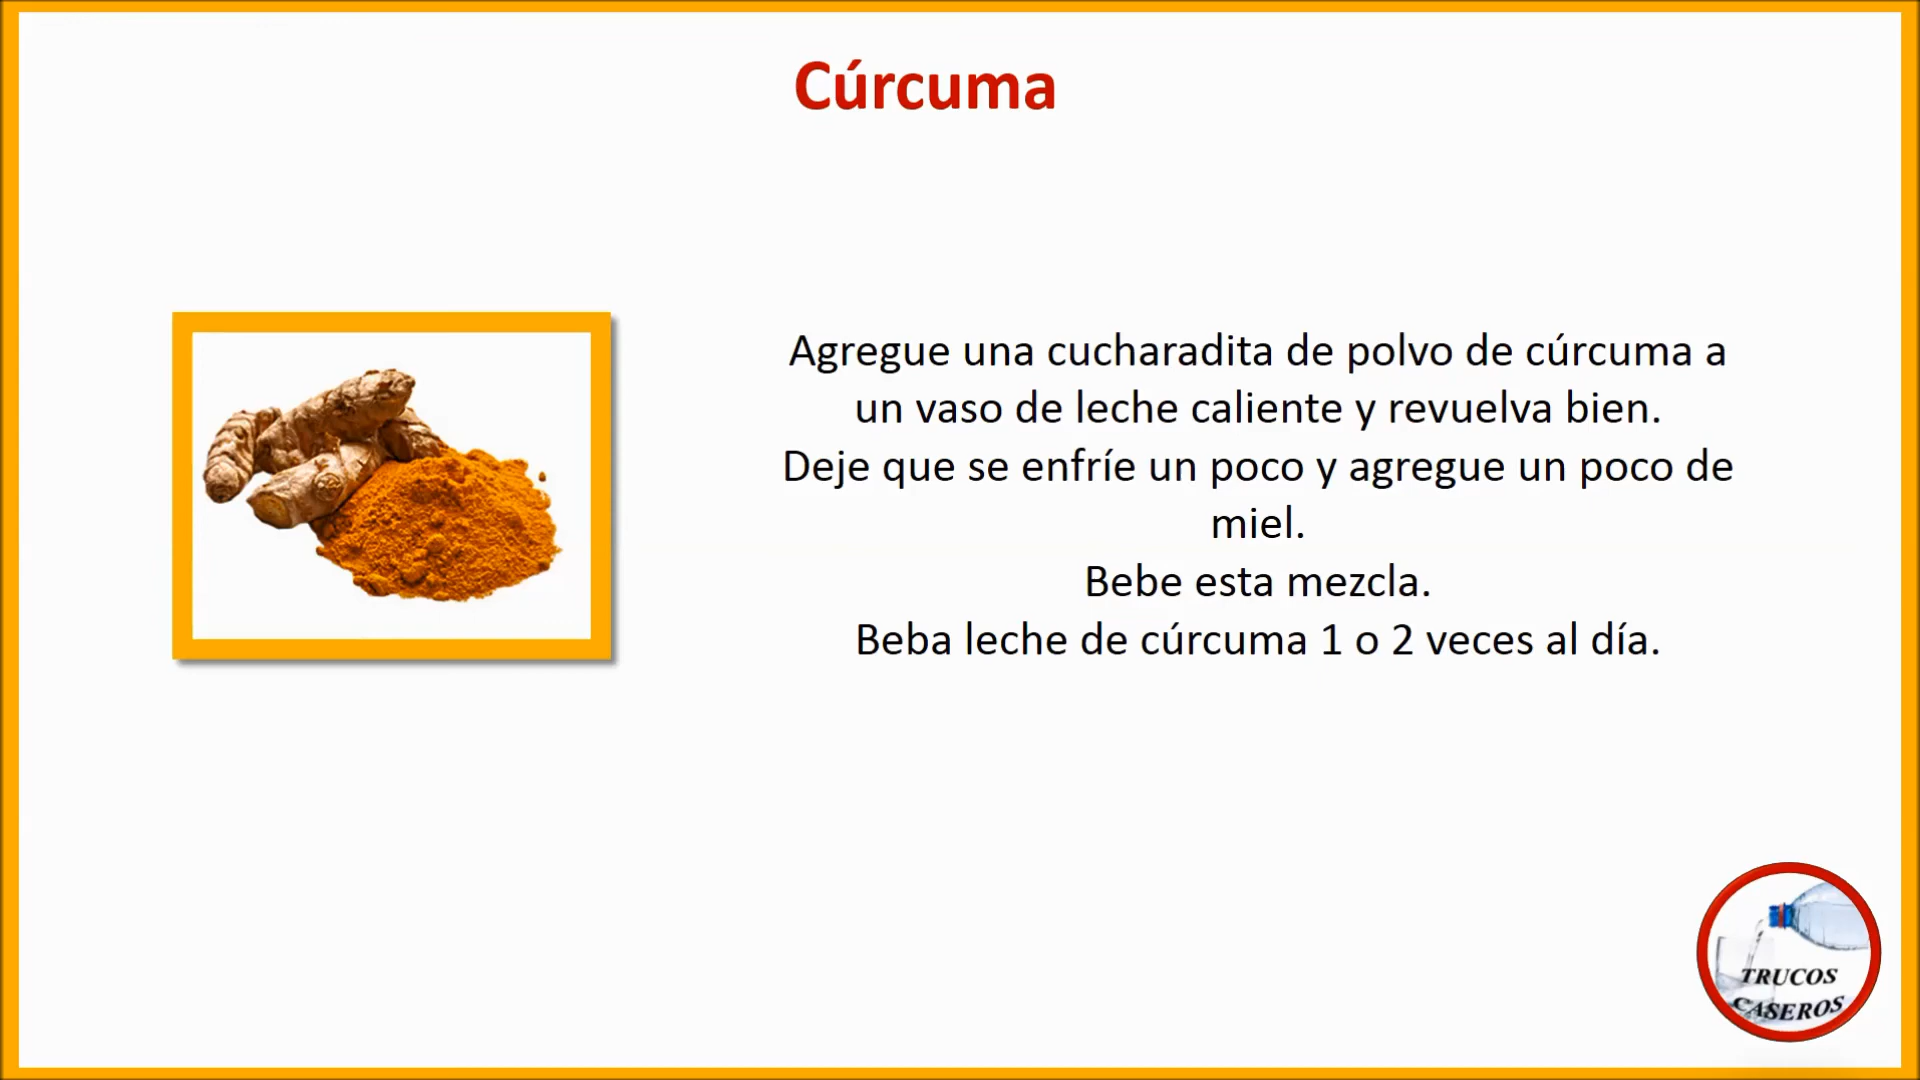 Cúrcuma
Agregue una cucharadita de polvo de cúrcuma a
un vaso de leche caliente y revuelva bien.
Deje que se enfríe un poco y agregue un poco de
miel.
Bebe esta mezcla.
Beba leche de cúrcuma 1 o 2 veces al día.
TRUCOS
CASEROS